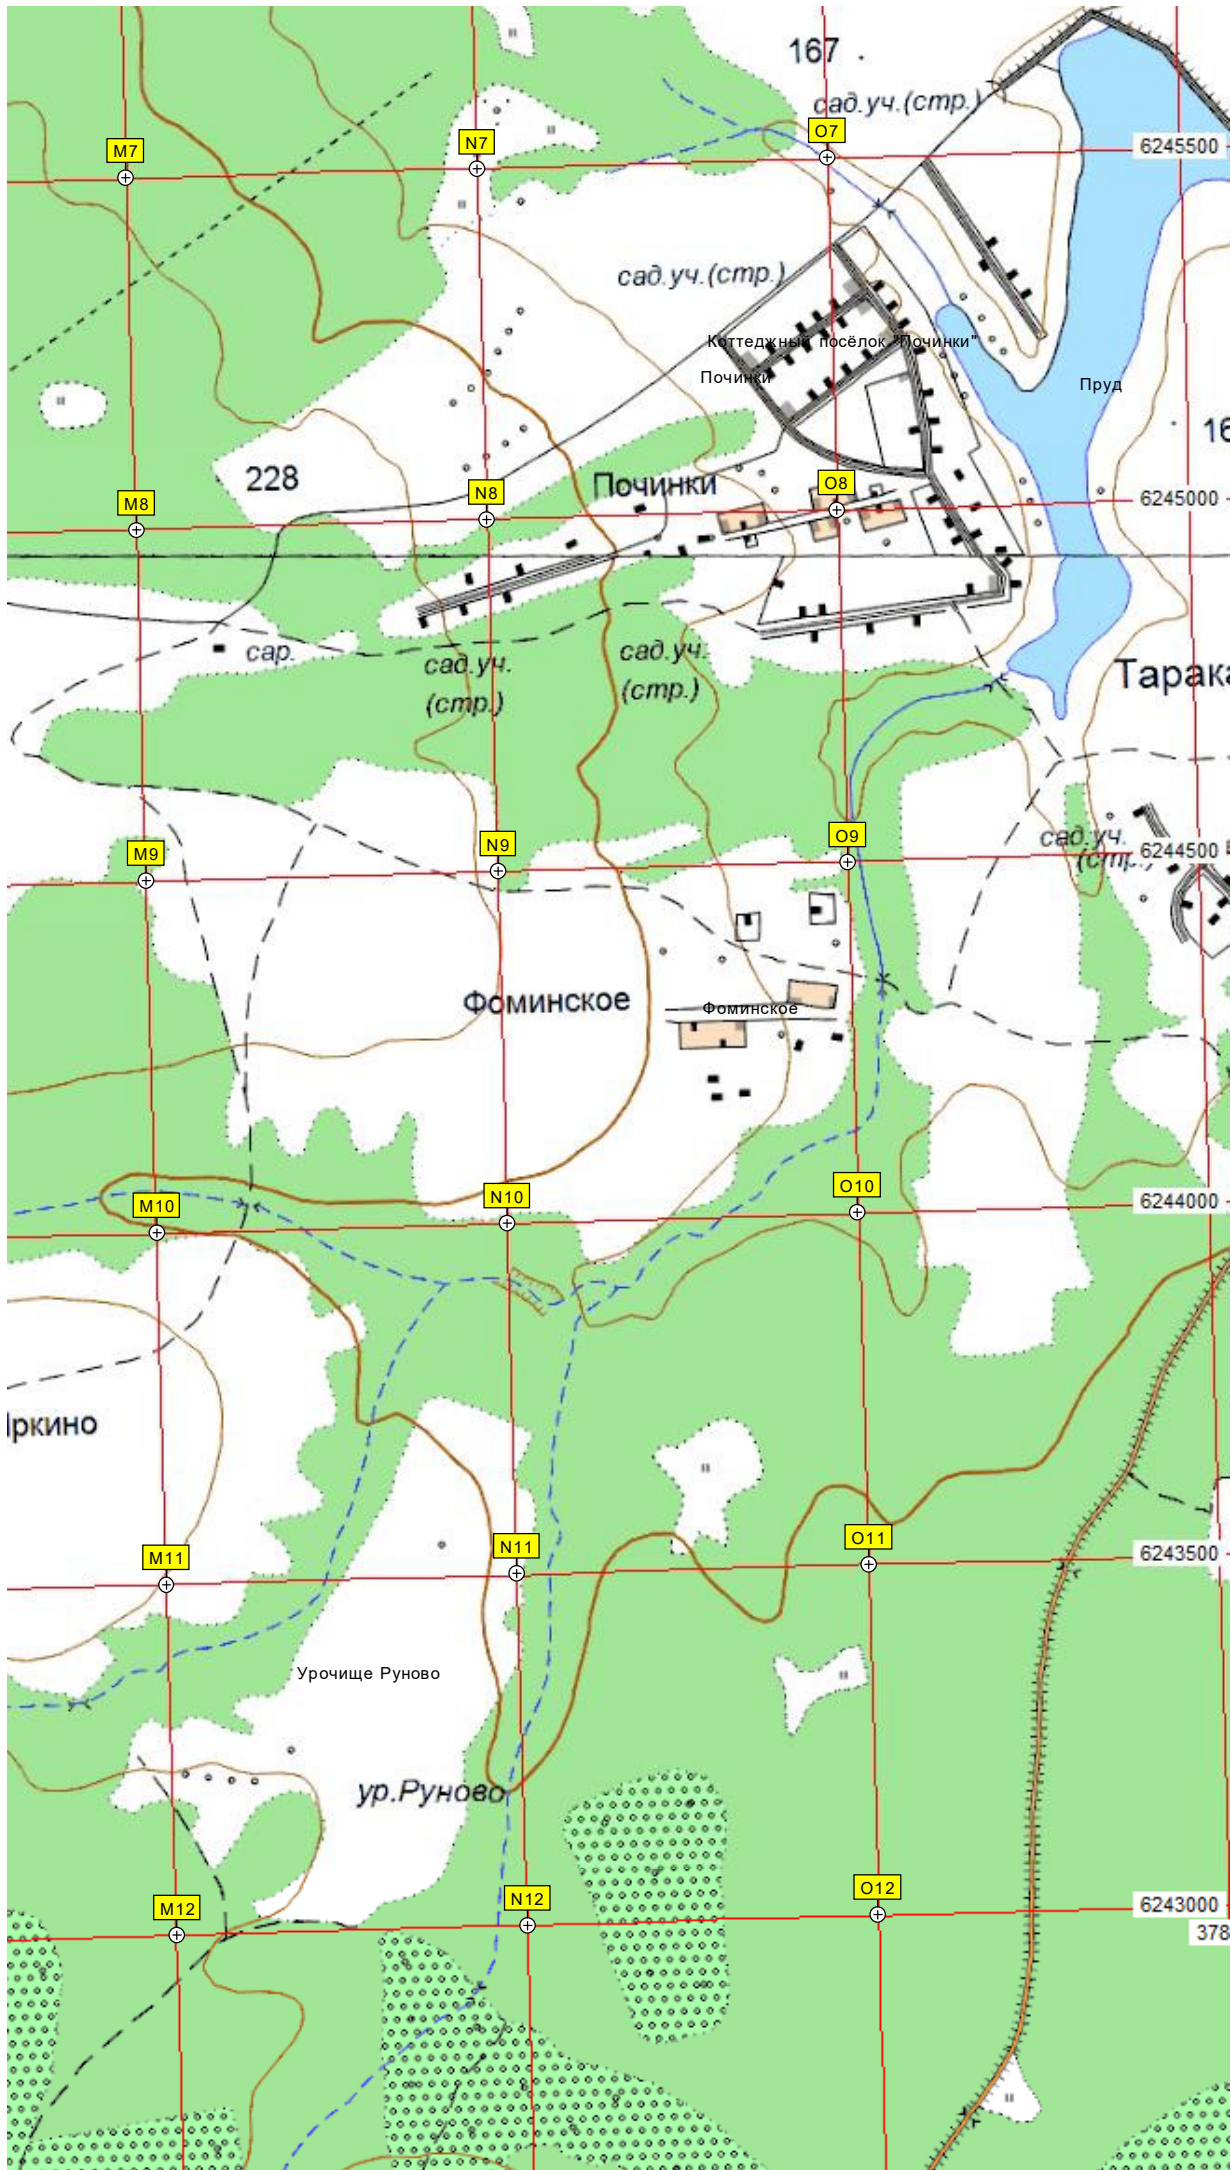 167
сад.уч.(стр.)
O7
N7
M7
6245500
сад.уч.(стр.)
Коттеджный посёлок "Починки"
Починки
Пруд
16
228
Починки
O8
N8
M8
6245000
сар.
сад.уч.
(стр.)
сад.уч.
(стр.)
Тарака
O9
N9
M9
сад.уч.
(стр.)
6244500
Фоминское
Фоминское
O10
N10
M10
6244000
ркино
O11
N11
M11
6243500
Урочище Руново
ур.Руново
O12
N12
M12
6243000
378